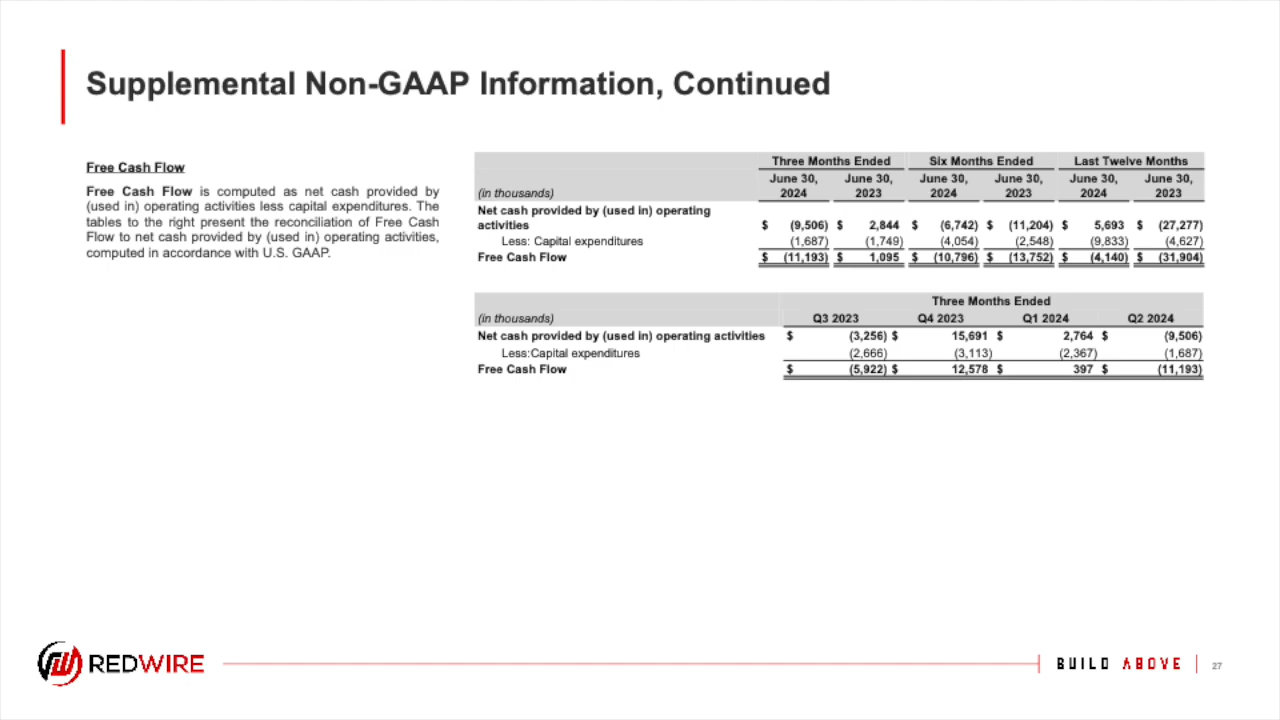 Supplemental Non-GAAP Information, Continued
Free Cash Flow
Free Cash Flow is computed as net cash provided by
(used in) operating activities less capital expenditures. The
tables to the right present the reconciliation of Free Cash
Flow to net cash provided by (used in) operating activities,
computed in accordance with U.S. GAAP.
Three Months Ended Six Months Ended Last Twelve Months
(in thousands) June 30, 2024 June 30, 2023 June 30, 2024 June 30, 2023 June 30, 2024 June 30, 2023
Net cash provided by (used in) operating
activities $ (9,506) $ 2,844 $ (6,742) $ (11,204) $ 5,693 $ (27,277)
Less: Capital expenditures (1,687) (1,749) (4,054) (2,548) (9,833) (4,627)
Free Cash Flow $ (11,193) $ 1,095 $ (10,796) $ (13,752) $ (4,140) $ (31,904)
Three Months Ended
(in thousands) Q3 2023 Q4 2023 Q1 2024 Q2 2024
Net cash provided by (used in) operating activities $ (3,256) $ 15,691 $ 2,764 $ (9,506)
Less:Capital expenditures (2,666) (3,113) (2,367) (1,687)
Free Cash Flow $ (5,922) $ 12,578 $ 397 $ (11,193)
REDWIRE
BUILD ABOVE
27